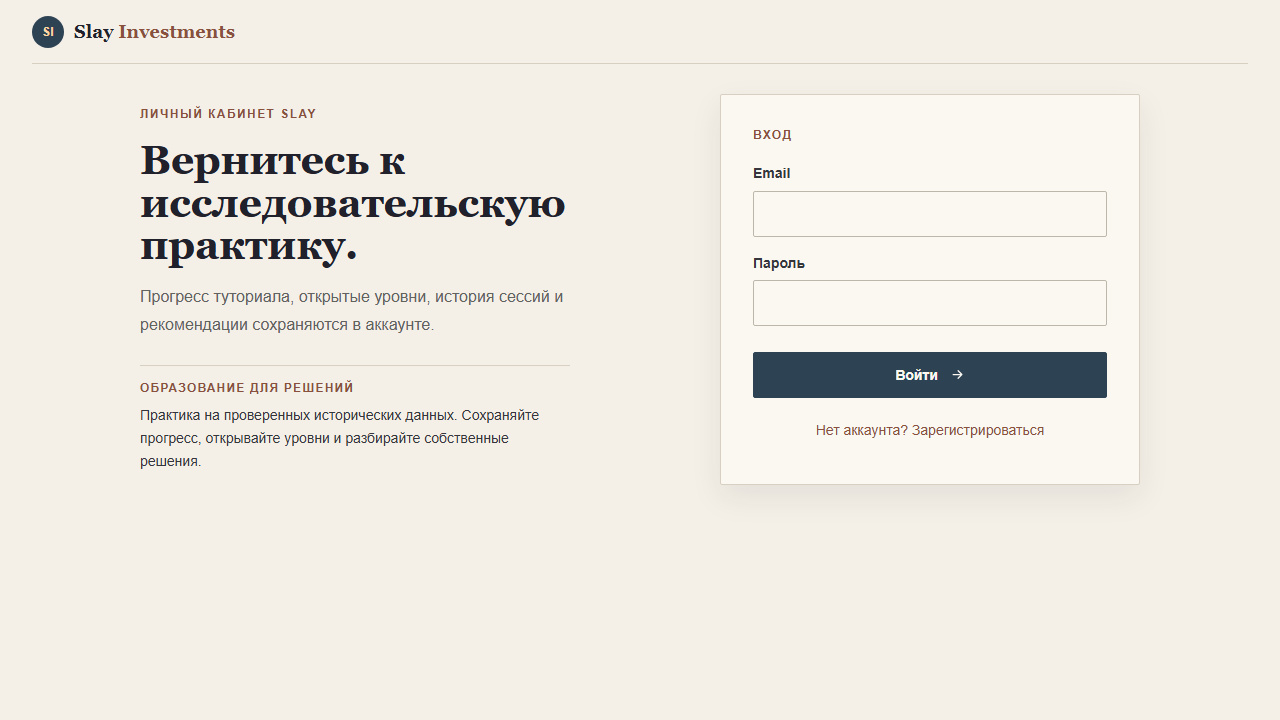 SI
Slay Investments
ЛИЧНЫЙ КАБИНЕТ SLAY
Вернитесь к
исследовательскую
практику.
Прогресс туториала, открытые уровни, история сессий и
рекомендации сохраняются в аккаунте.
ОБРАЗОВАНИЕ ДЛЯ РЕШЕНИЙ
Практика на проверенных исторических данных. Сохраняйте
прогресс, открывайте уровни и разбирайте собственные
решения.
ВХОД
Email
Пароль
Войти →
Нет аккаунта? Зарегистрироваться